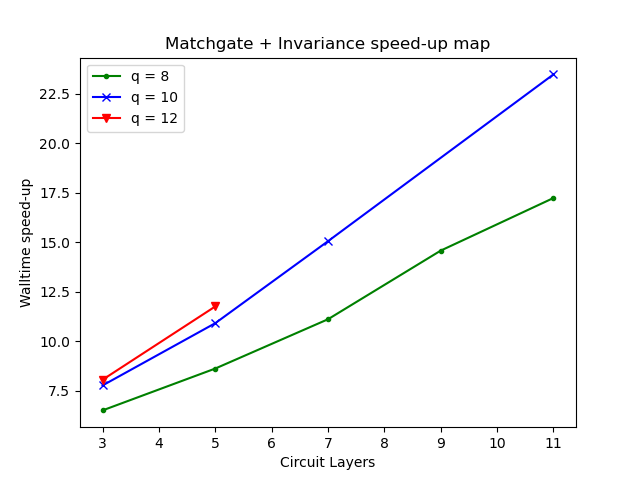 Matchgate + Invariance speed-up map
q = 8
q = 10
q = 12
Walltime speed-up
22.5
20.0
17.5
15.0
12.5
10.0
7.5
3 4 5 6 7 8 9 10 11
Circuit Layers